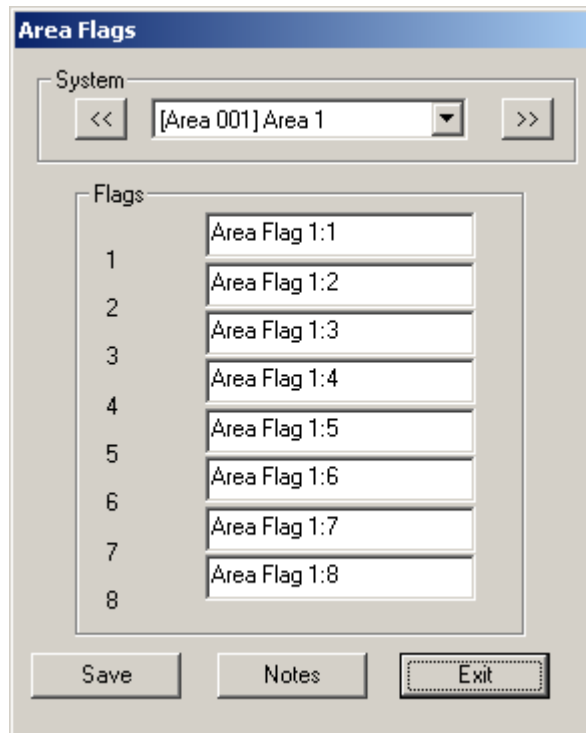 Area Flags
System
<< [Area 001] Area 1 >>
Flags
Area Flag 1:1
1
Area Flag 1:2
2
Area Flag 1:3
3
Area Flag 1:4
4
Area Flag 1:5
5
Area Flag 1:6
6
Area Flag 1:7
7
Area Flag 1:8
8
Save Notes Exit